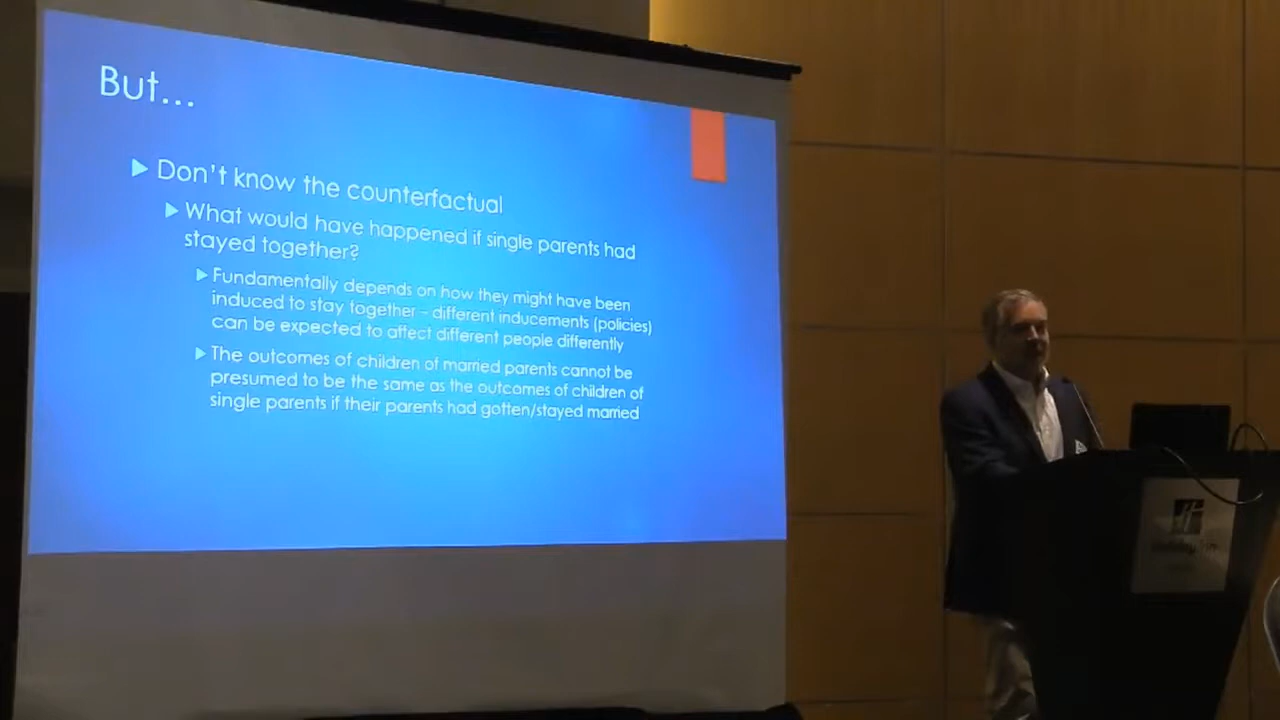 But...
Don't know the counterfactual
What would have happened if single parents had
stayed together?
Fundamentally depends on how they might have been
induced to stay together – different inducements (policies)
can be expected to affect different people differently
The outcomes of children of married parents cannot be
presumed to be the same as the outcomes of children of
single parents if their parents had gotten/stayed married